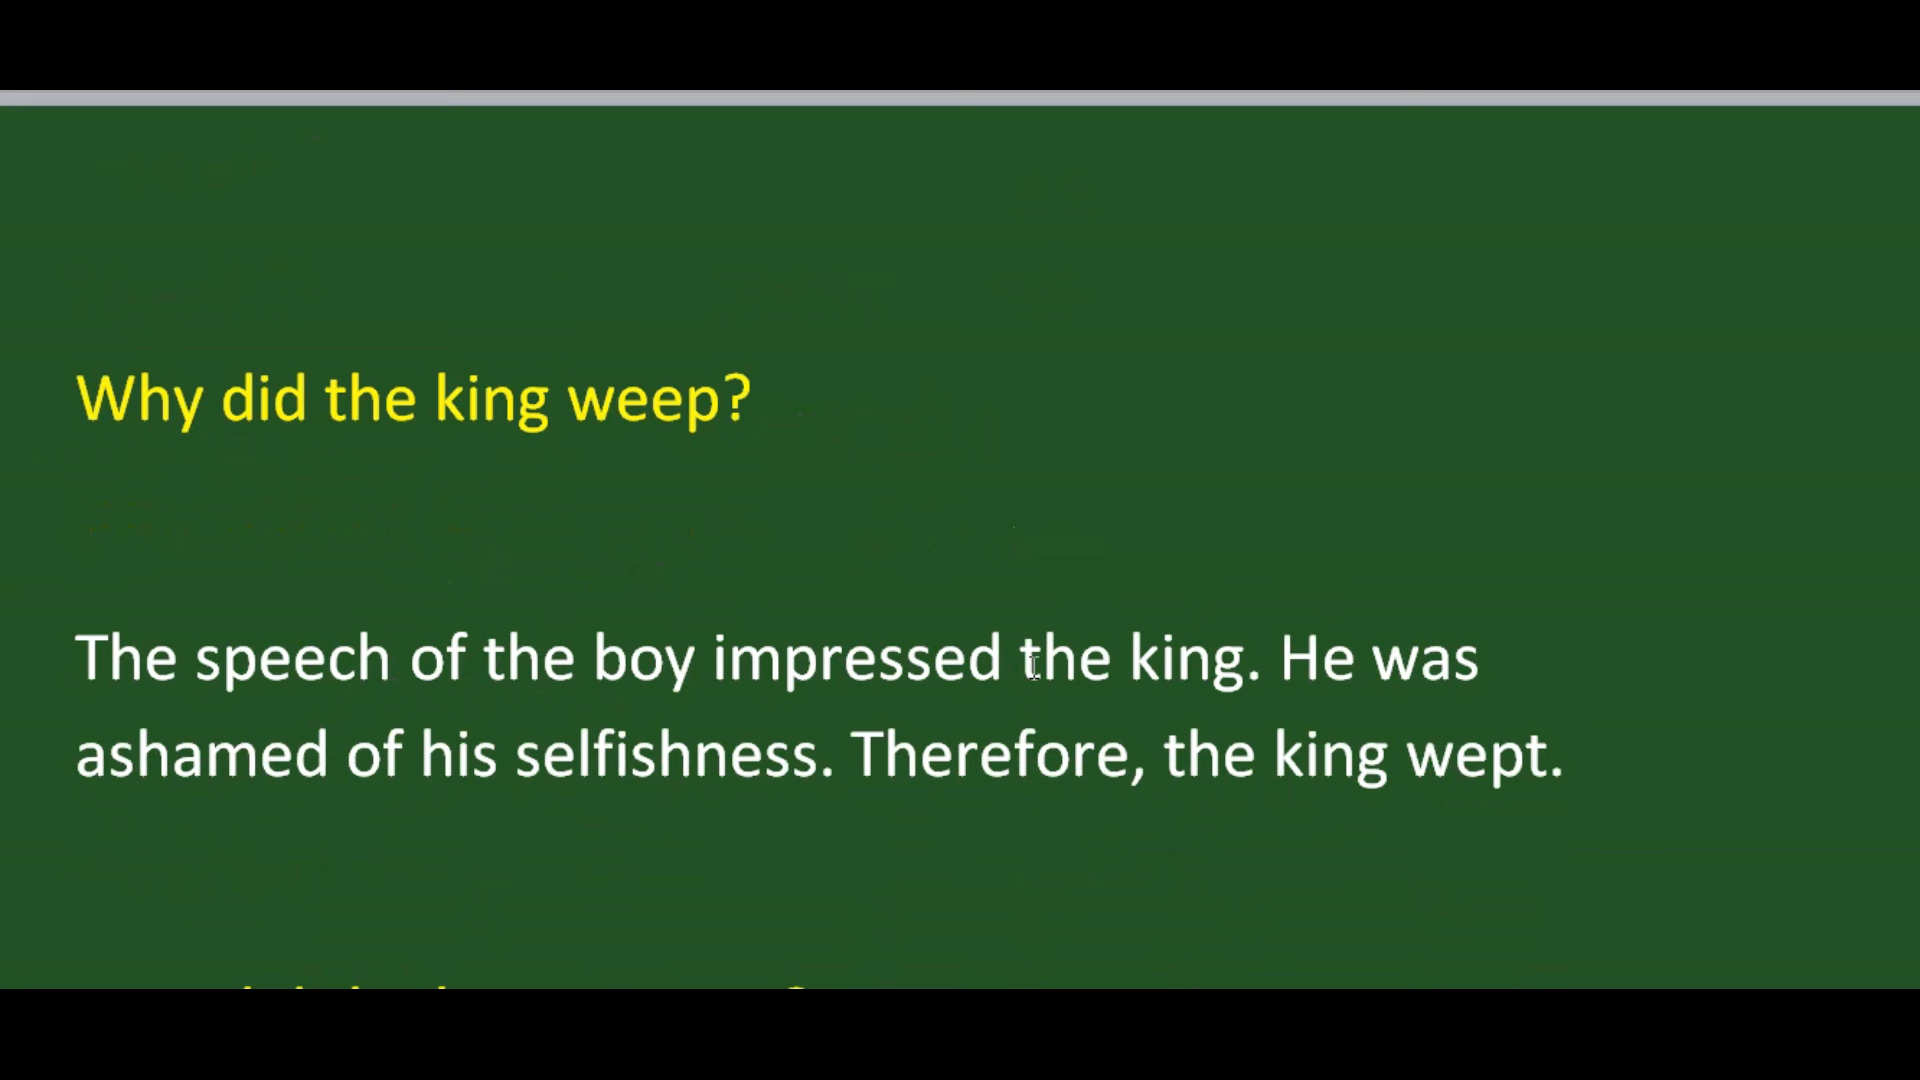 Why did the king weep?
The speech of the boy impressed the king. He was
ashamed of his selfishness. Therefore, the king wept.